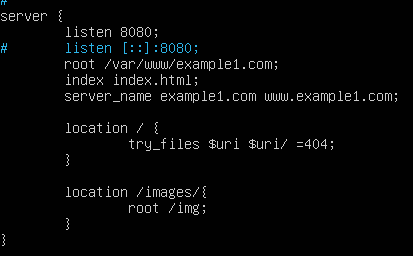 #
server {
        listen 8080;
#       listen [::]:8080;
        root /var/www/example1.com;
        index index.html;
        server_name example1.com www.example1.com;

        location / {
                try_files $uri $uri/ =404;
        }

        location /images/{
                root /img;
        }
}